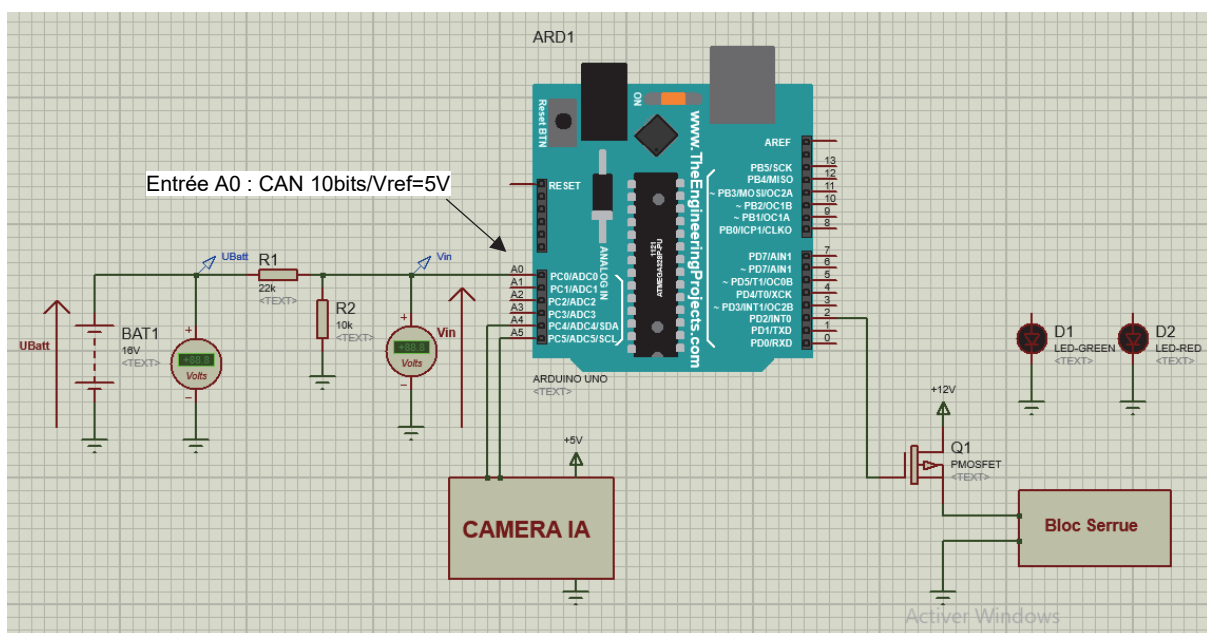 ARD1
Reset BTN
ON
www.TheEngineeringProjects.com
Entrée A0 : CAN 10bits/Vref=5V
RESET
ANALOG IN
1121
ATMEGA328P-PU
AREF
PB5/SCK 13
PB4/MISO 12
~ PB3/MOSI/OC2A 11
~ PB2/OC1B 10
~ PB1/OC1A 9
PB0/ICP1/CLKO 8
PD7/AIN1 7
~ PD7/AIN1 6
~ PD5/T1/OC0B 5
PD4/T0/XCK 4
~ PD3/INT1/OC2B 3
PD2/INT0 2
PD1/TXD 1
PD0/RXD 0
A0 PC0/ADC0
A1 PC1/ADC1
A2 PC2/ADC2
A3 PC3/ADC3
A4 PC4/ADC4/SDA
A5 PC5/ADC5/SCL
ARDUINO UNO
<TEXT>
UBatt
R1
22k
<TEXT>
Vin
R2
10k
<TEXT>
UBatt
BAT1
16V
<TEXT>
+88.8
Volts
+88.8
Volts
Vin
+5V
CAMERA IA
D1
LED-GREEN
<TEXT>
D2
LED-RED
<TEXT>
+12V
Q1
PMOSFET
<TEXT>
Bloc Serrue
Activer Windows